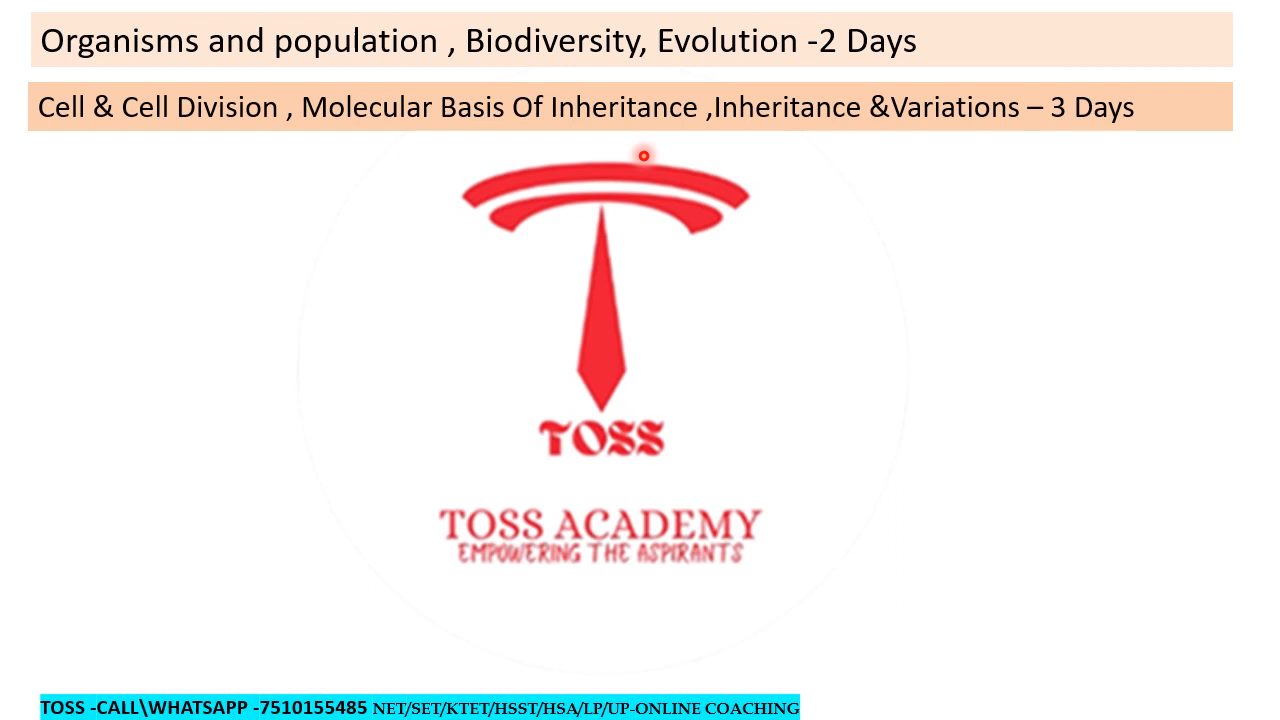 Organisms and population , Biodiversity, Evolution -2 Days
Cell & Cell Division , Molecular Basis Of Inheritance ,Inheritance &Variations – 3 Days
TOSS
TOSS ACADEMY
EMPOWERING THE ASPIRANTS
TOSS -CALL\WHATSAPP -7510155485 NET/SET/KTET/HSST/HSA/LP/UP-ONLINE COACHING